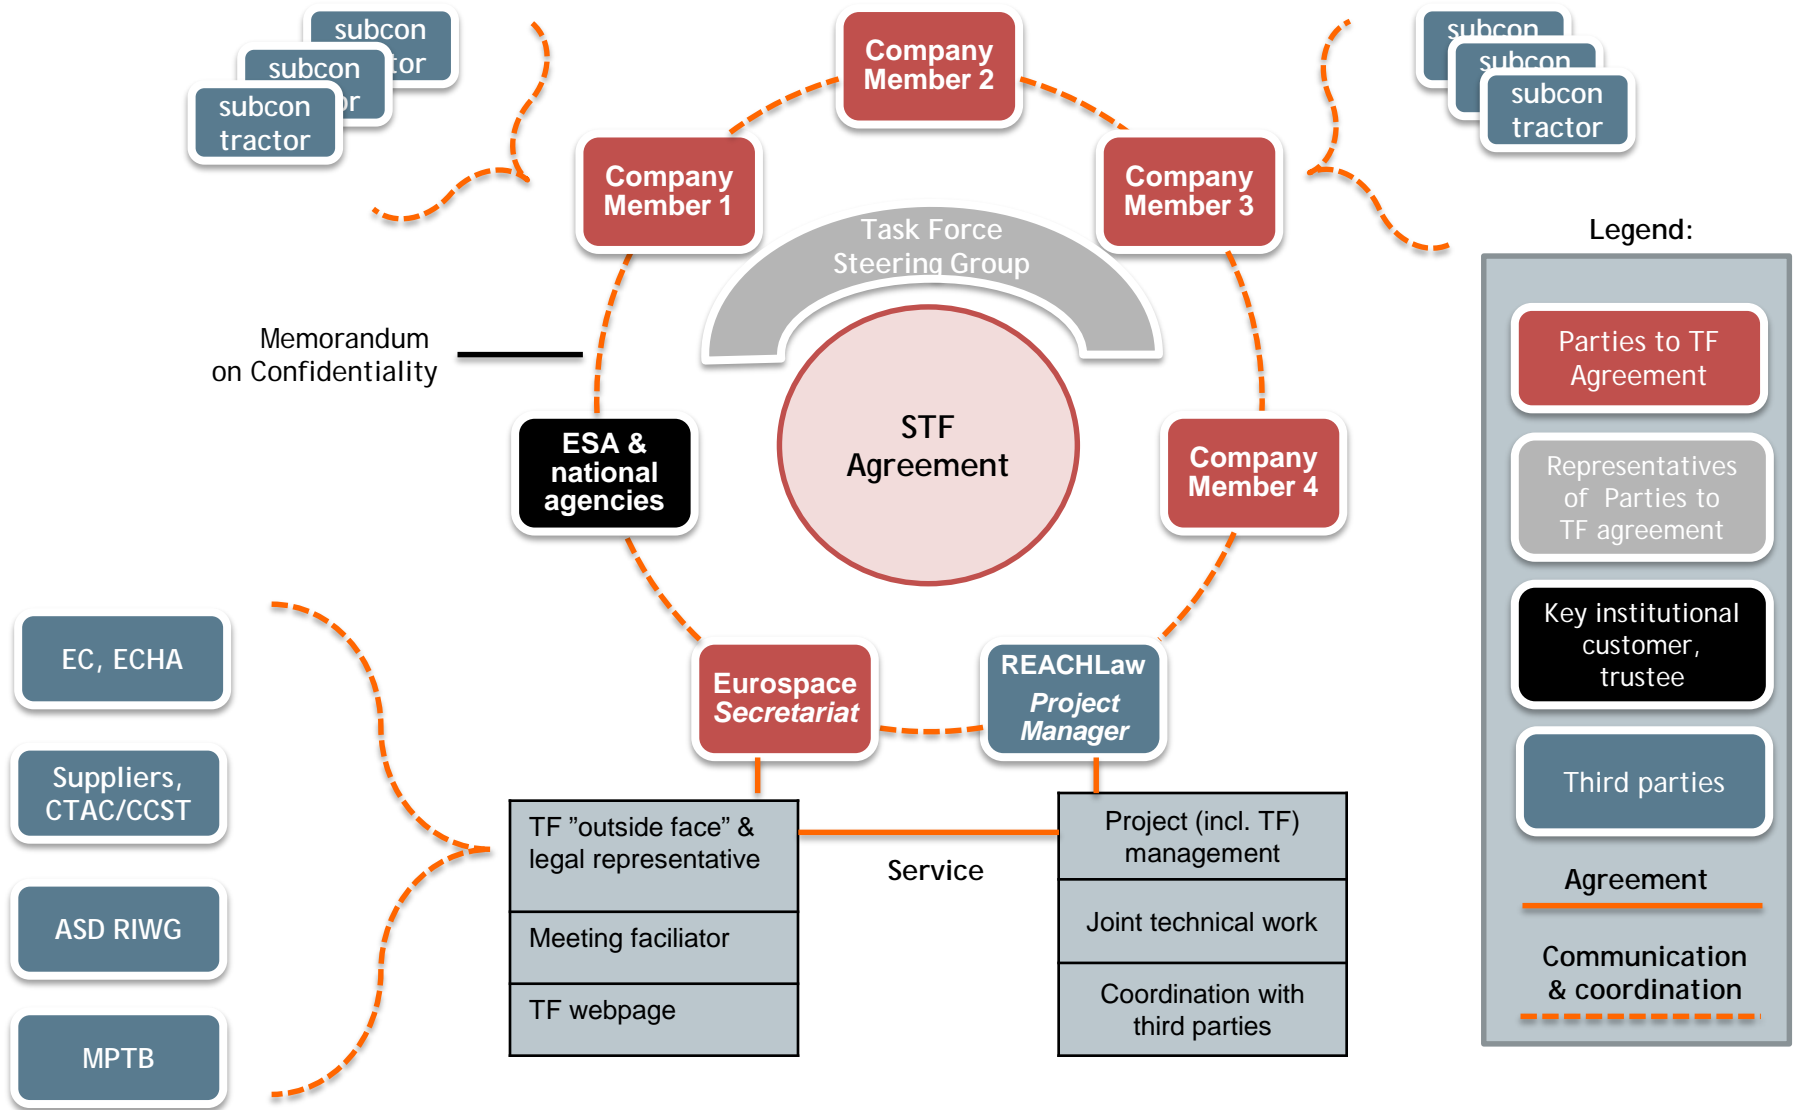 subcon
tor
subcon
or
subcon
tractor
Company
Member 2
subcon
subcon
subcon
tractor
Company
Member 1
Company
Member 3
Task Force
Steering Group
Memorandum
on Confidentiality
STF
Agreement
ESA &
national
agencies
Company
Member 4
Eurospace
Secretariat
REACHLaw
Project
Manager
EC, ECHA
Suppliers,
CTAC/CCST
ASD RIWG
MPTB
TF ”outside face” &
legal representative
Meeting faciliator
TF webpage
Service
Project (incl. TF)
management
Joint technical work
Coordination with
third parties
Legend:
Parties to TF
Agreement
Representatives
of Parties to
TF agreement
Key institutional
customer,
trustee
Third parties
Agreement
Communication
& coordination